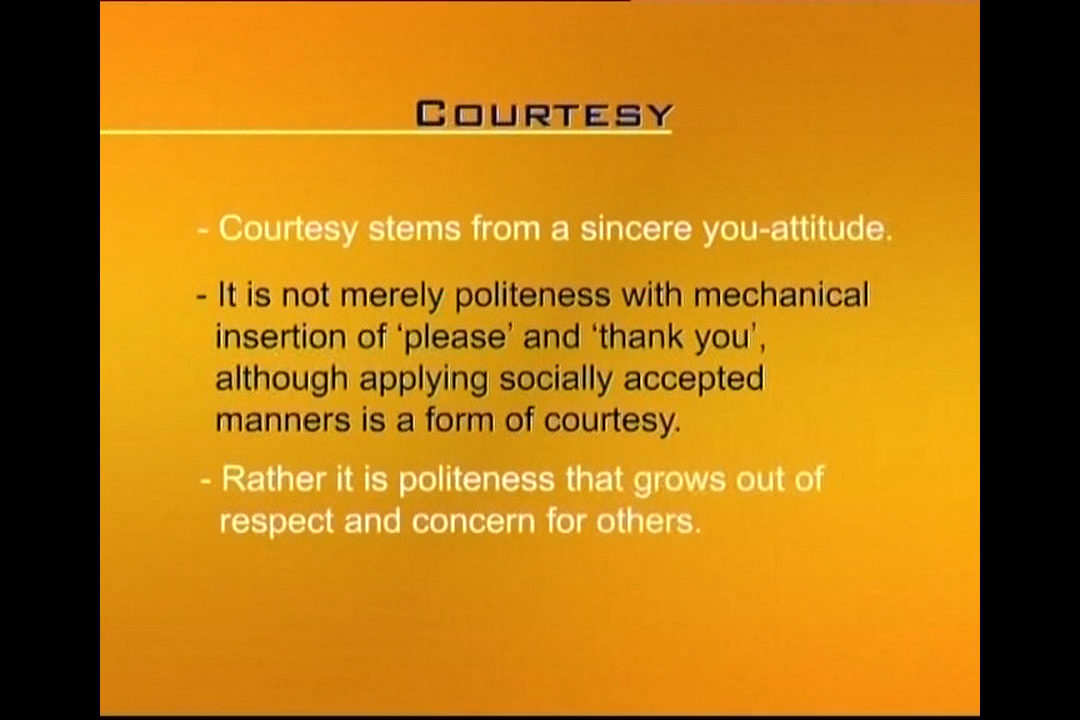 COURTESY
- Courtesy stems from a sincere you-attitude.
- It is not merely politeness with mechanical
insertion of ‘please’ and ‘thank you’,
although applying socially accepted
manners is a form of courtesy.
- Rather it is politeness that grows out of
respect and concern for others.